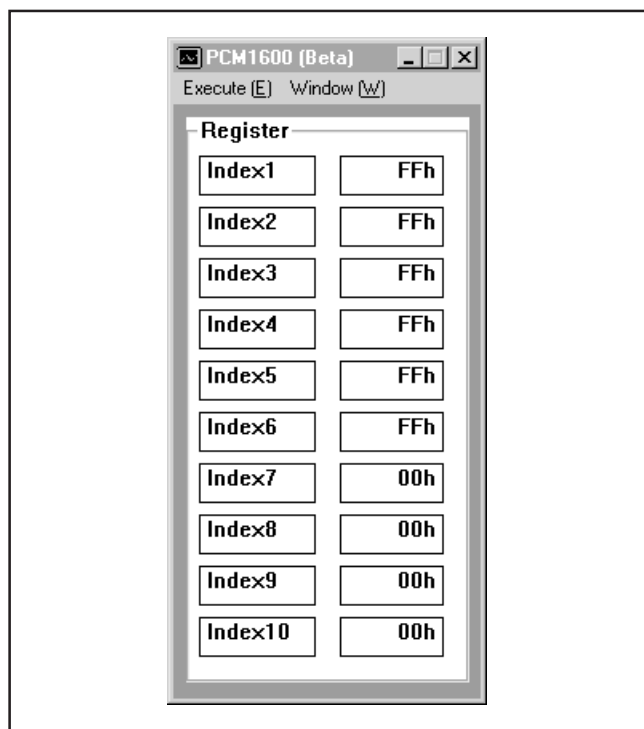 PCM1600 (Beta)
Execute (E) Window (W)
Register
Index1 FFh
Index2 FFh
Index3 FFh
Index4 FFh
Index5 FFh
Index6 FFh
Index7 00h
Index8 00h
Index9 00h
Index10 00h